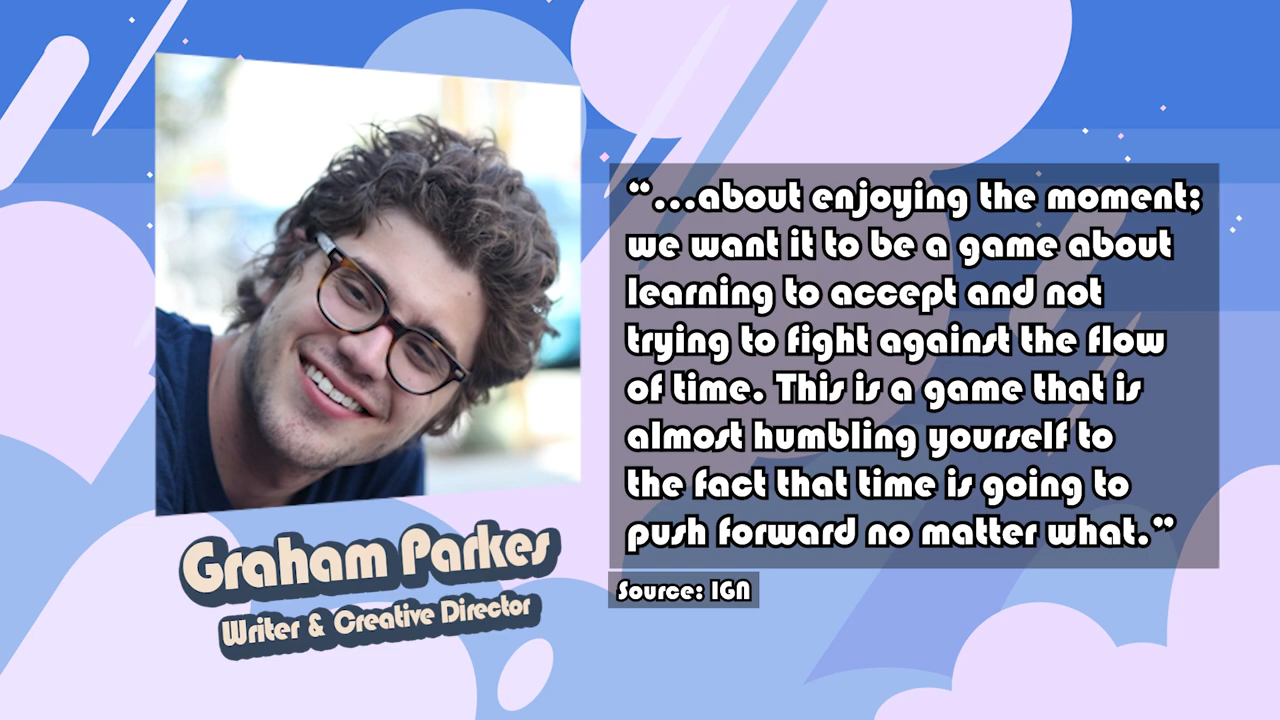 “...about enjoying the moment;
we want it to be a game about
learning to accept and not
trying to fight against the flow
of time. This is a game that is
almost humbling yourself to
the fact that time is going to
push forward no matter what.”
Source: IGN
Graham Parkes
Writer & Creative Director